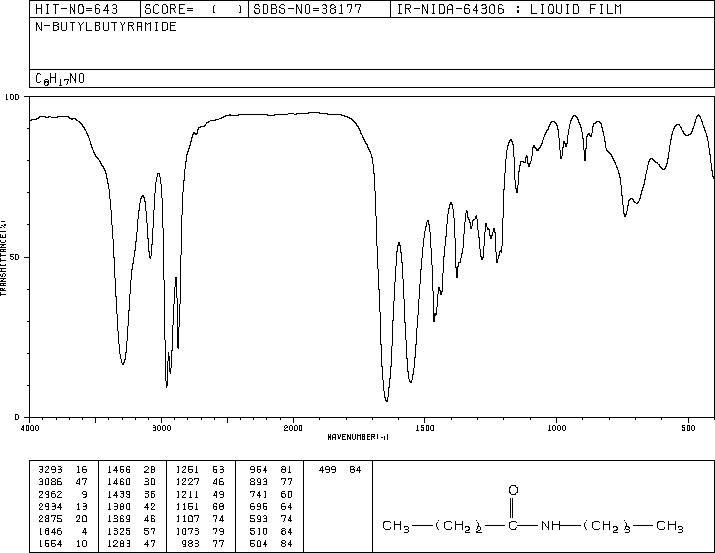 HIT-NO=643 SCORE= ( ) SDBS-NO=38177 IR-NIDA-64306 : LIQUID FILM
N-BUTYLBUTYRAMIDE
C8H17NO
100
50
0
TRANSMITTANCE(%)
4000 3000 2000 1500 1000 500
WAVENUMBER(-1)
3293 16 1466 28 1251 53 964 81 499 84
3086 47 1460 30 1227 46 893 77
2962 9 1439 36 1211 49 741 60
2934 13 1380 42 1151 68 696 64
2875 20 1369 46 1107 74 593 74
1646 4 1325 57 1073 79 510 84
1554 10 1283 47 983 77 504 84
O
CH3—(CH2)2—C—NH—(CH2)3—CH3